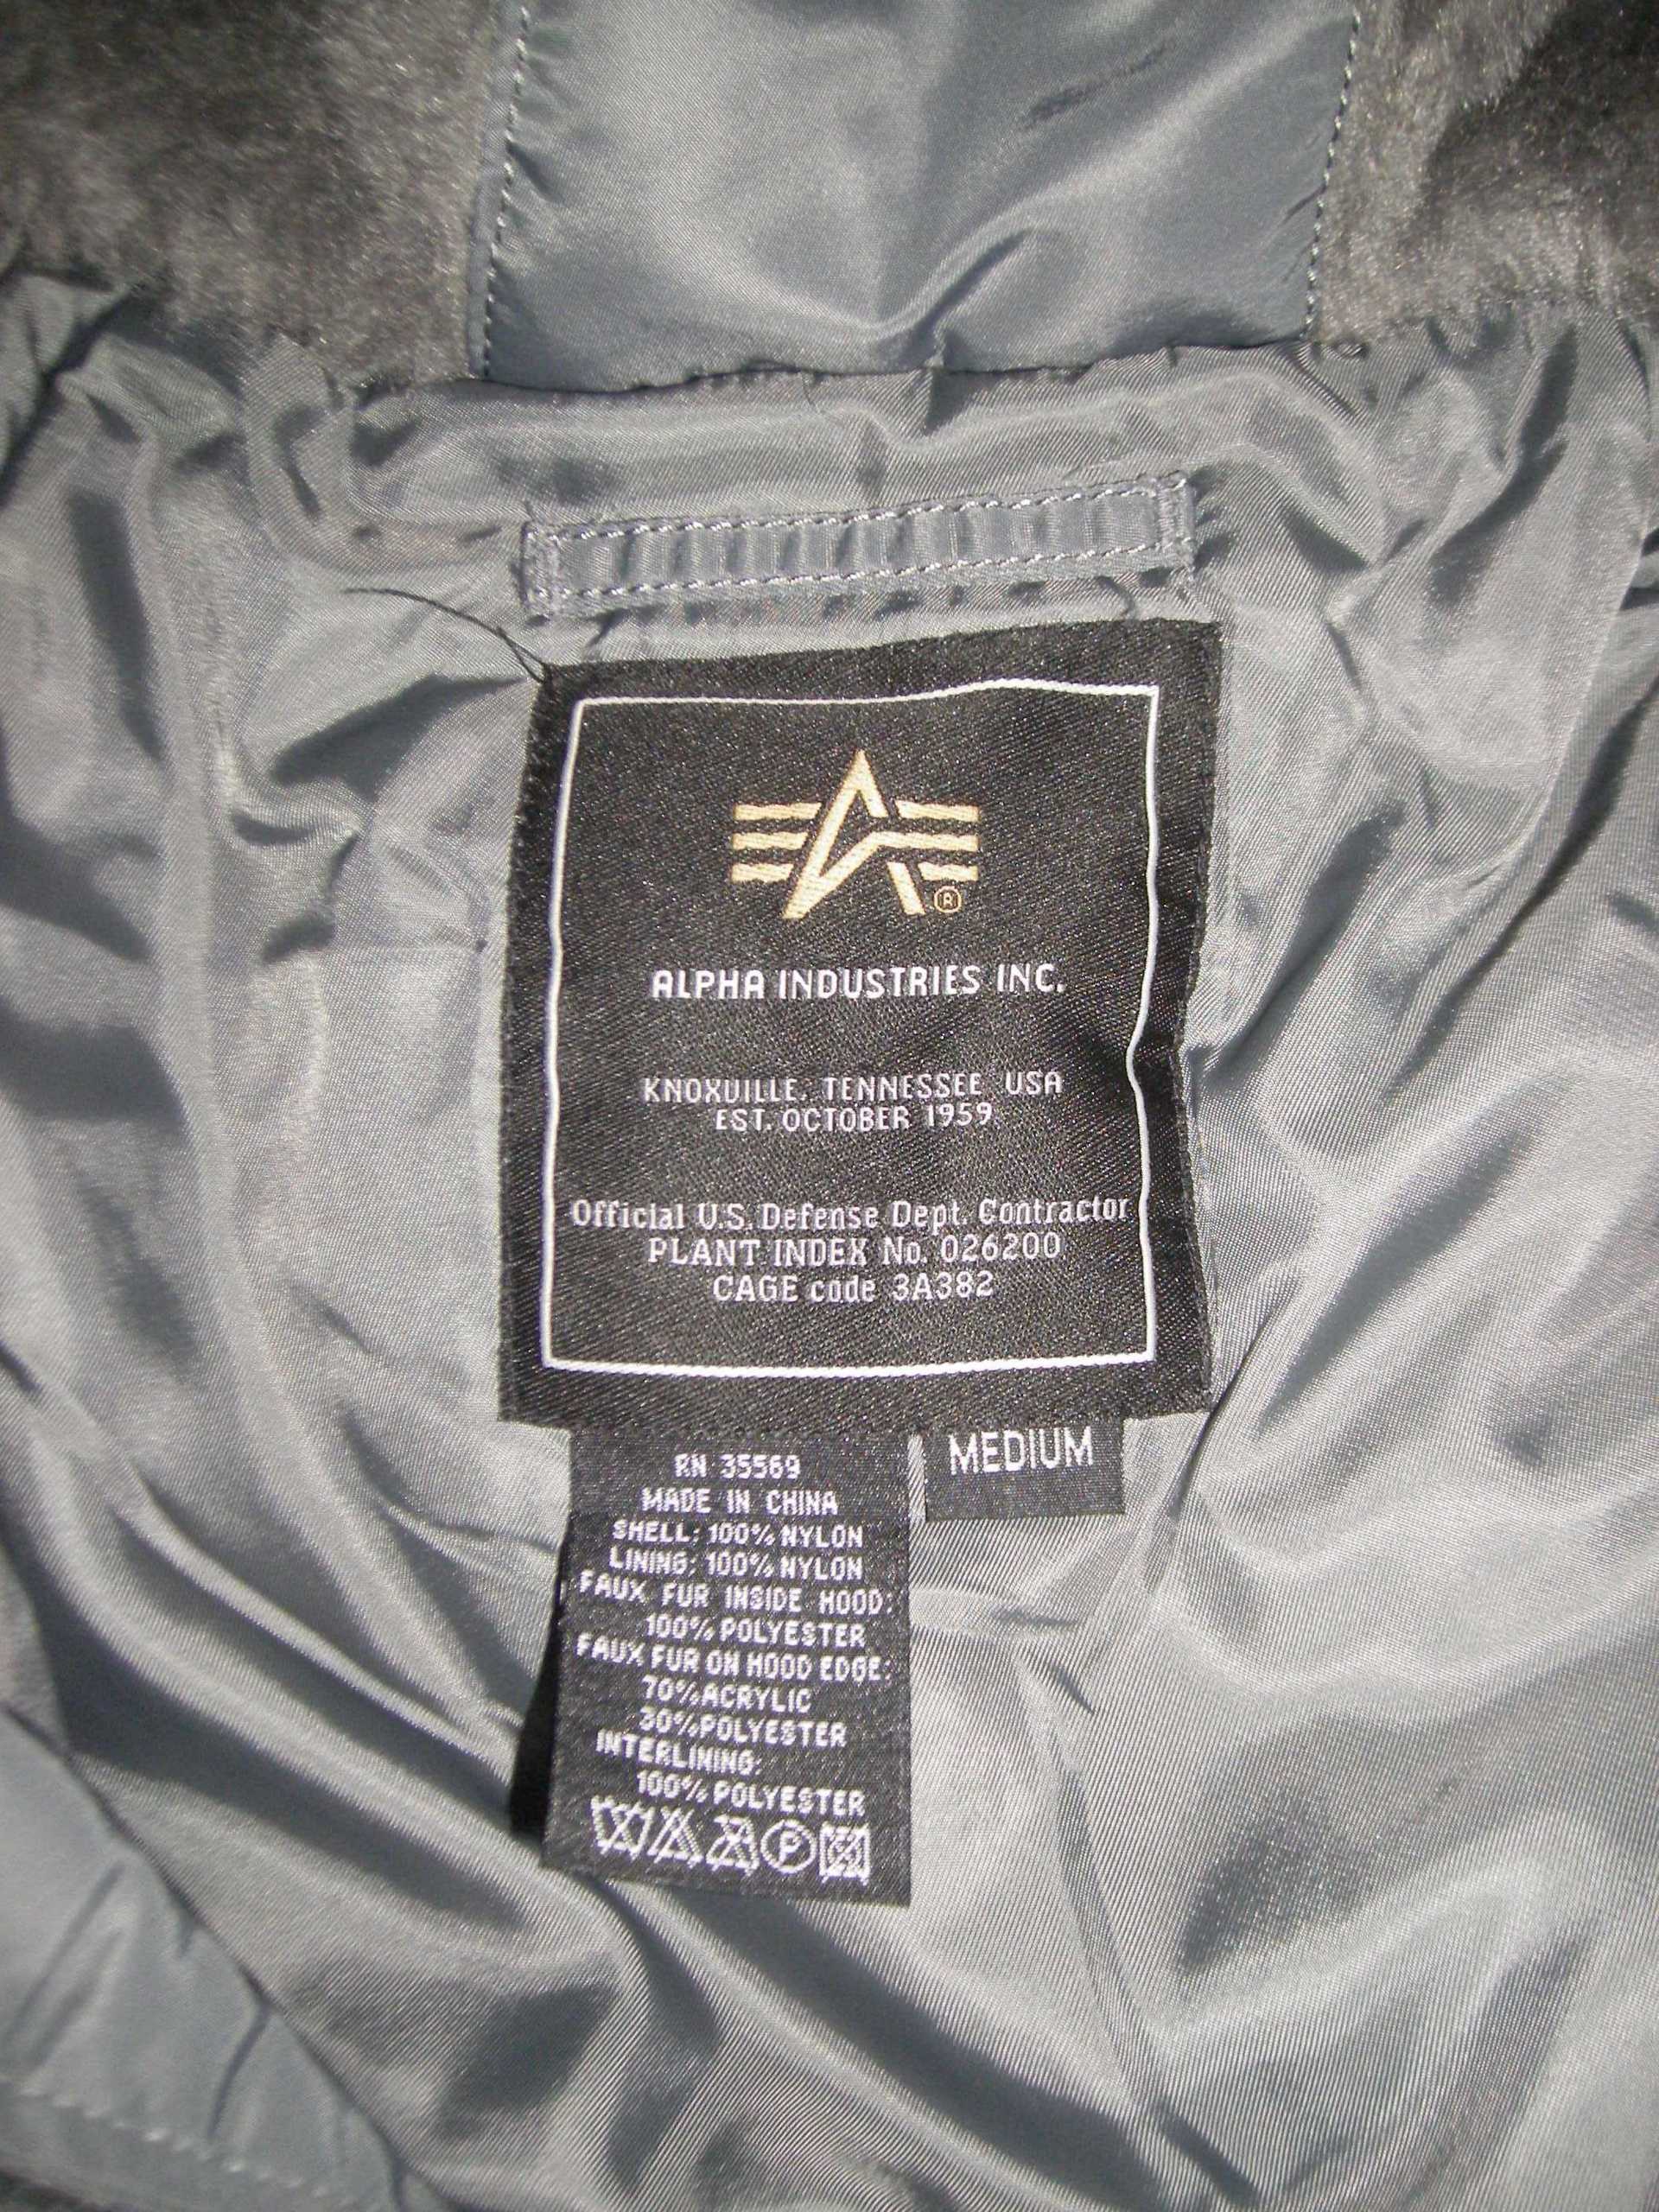 ®
ALPHA INDUSTRIES INC.
KNOXVILLE, TENNESSEE USA
EST. OCTOBER 1959
Official U.S. Defense Dept. Contractor
PLANT INDEX No. 026200
CAGE code 3A382
MEDIUM
RN 35569
MADE IN CHINA
SHELL: 100% NYLON
LINING: 100% NYLON
FAUX FUR INSIDE HOOD:
100% POLYESTER
FAUX FUR ON HOOD EDGE:
70% ACRYLIC
30% POLYESTER
INTERLINING:
100% POLYESTER
P